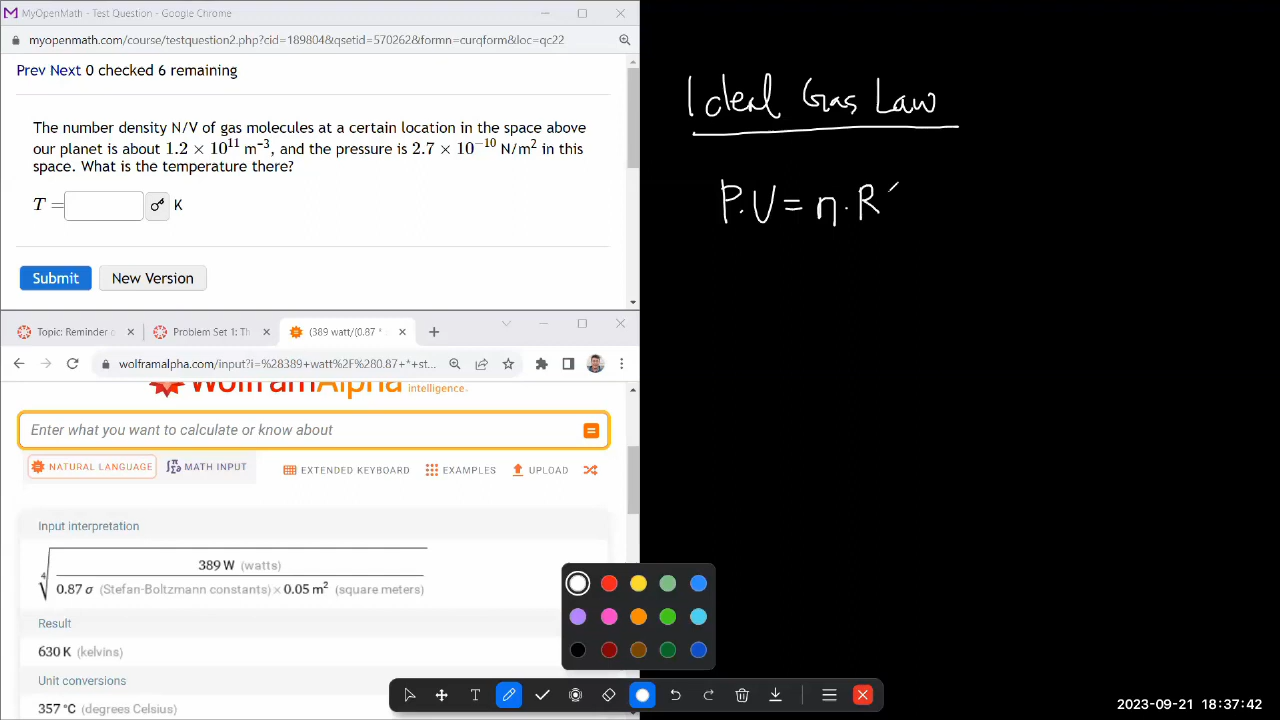 MyOpenMath - Test Question - Google Chrome
myopenmath.com/course/testquestion2.php?cid=189804&qsetid=570262&formn=curqform&loc=qc22
Prev Next 0 checked 6 remaining
The number density N/V of gas molecules at a certain location in the space above
our planet is about 1.2 × 10¹¹ m⁻³, and the pressure is 2.7 × 10⁻¹⁰ N/m² in this
space. What is the temperature there?
T = K
Submit New Version
Topic: Reminder o
Problem Set 1: Th
(389 watt/(0.87 *
wolframalpha.com/input?i=%28389+watt%2F%280.87+*+st...
WolframAlpha
intelligence.
Enter what you want to calculate or know about
NATURAL LANGUAGE MATH INPUT EXTENDED KEYBOARD EXAMPLES UPLOAD
Input interpretation
4
389 W (watts)
0.87 σ (Stefan-Boltzmann constants) × 0.05 m² (square meters)
Result
630 K (kelvins)
Unit conversions
357 °C (degrees Celsius)
Ideal Gas Law
P·V = n·R
T
2023-09-21 18:37:42